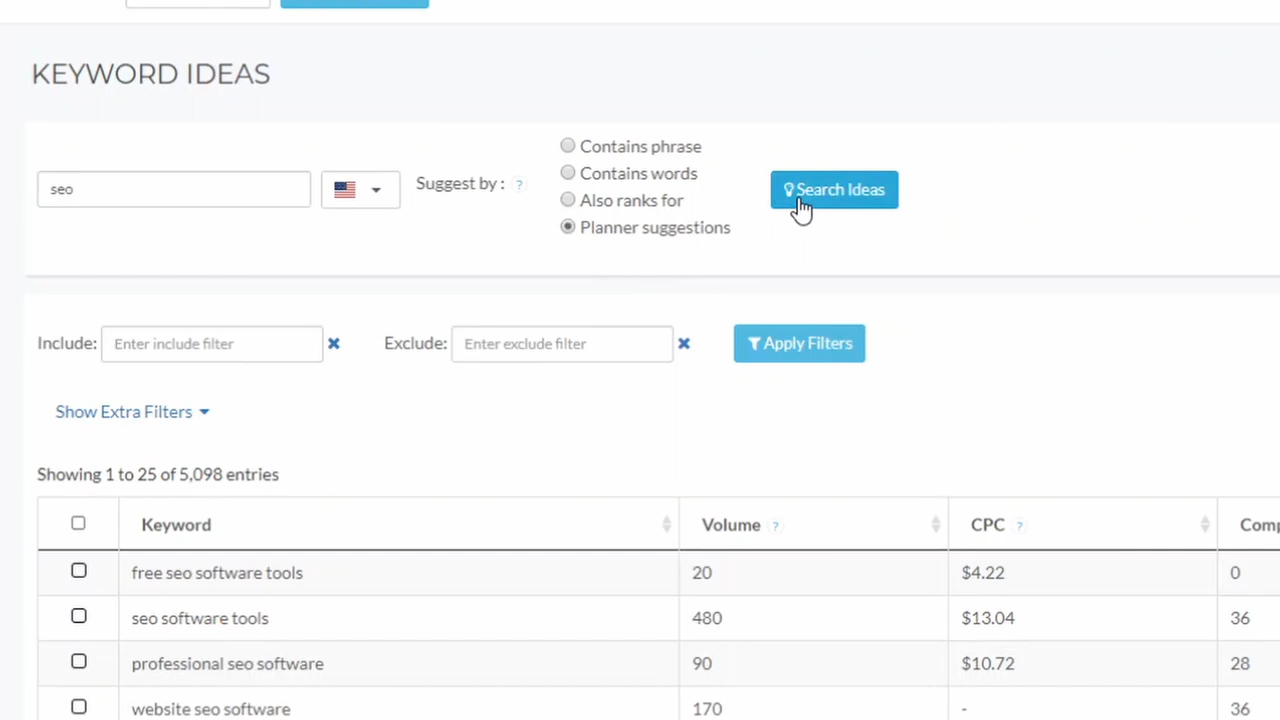 KEYWORD IDEAS
seo
Suggest by : ?
Contains phrase
Contains words
Also ranks for
Planner suggestions
Search Ideas
Include: Enter include filter Exclude: Enter exclude filter Apply Filters
Show Extra Filters
Showing 1 to 25 of 5,098 entries
Keyword Volume ? CPC ? Comp
free seo software tools 20 $4.22 0
seo software tools 480 $13.04 36
professional seo software 90 $10.72 28
website seo software 170 - 36